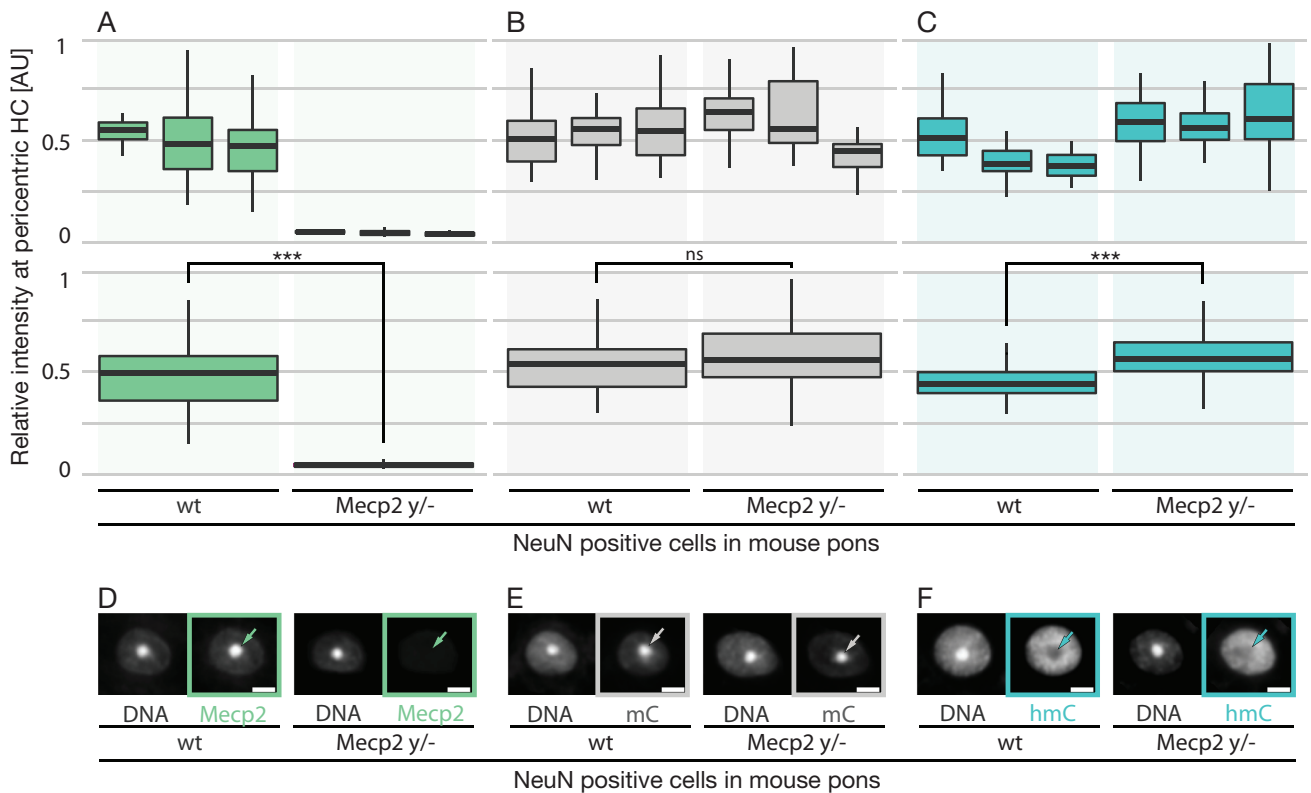 A
B
C
Relative intensity at pericentric HC [AU]
1
0.5
0
***
ns
***
1
0.5
0
wt
Mecp2 y/-
wt
Mecp2 y/-
wt
Mecp2 y/-
NeuN positive cells in mouse pons
D
E
F
DNA
Mecp2
DNA
Mecp2
DNA
mC
DNA
mC
DNA
hmC
DNA
hmC
wt
Mecp2 y/-
wt
Mecp2 y/-
wt
Mecp2 y/-
NeuN positive cells in mouse pons